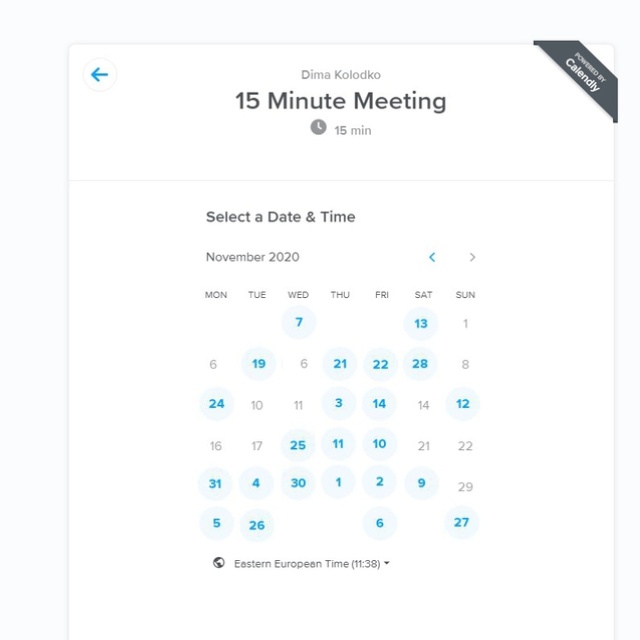 POWERED BY
Calendly
Dima Kolodko
15 Minute Meeting
15 min
Select a Date & Time
November 2020
MON TUE WED THU FRI SAT SUN
7 13 1
6 19 6 21 22 28 8
24 10 11 3 14 14 12
16 17 25 11 10 21 22
31 4 30 1 2 9 29
5 26 6 27
Eastern European Time (11:38)